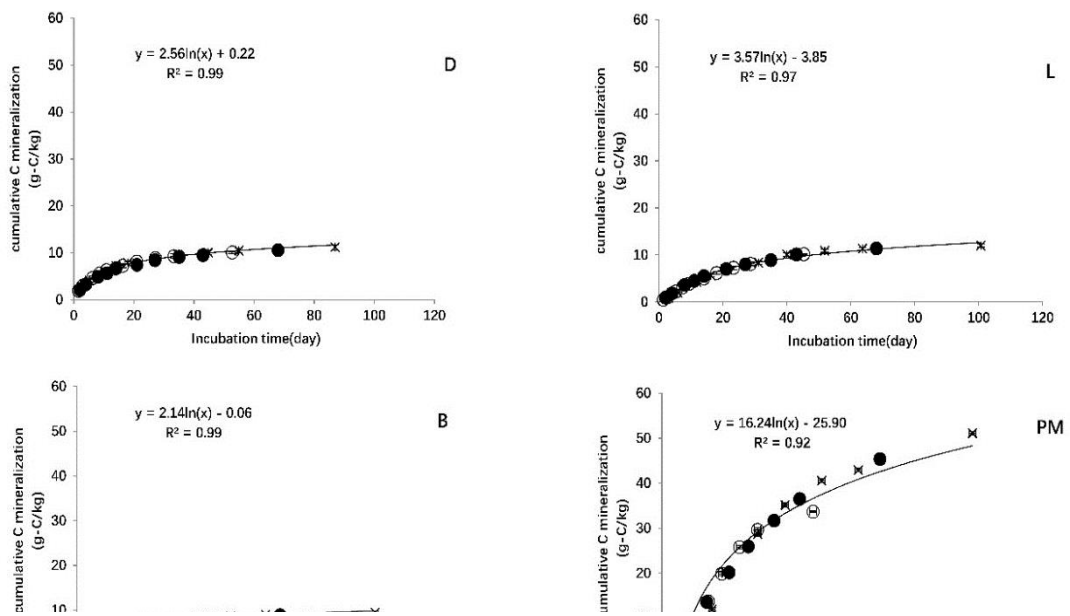 60
50
40
30
20
10
0
cumulative C mineralization
(g-C/kg)
y = 2.56ln(x) + 0.22
R² = 0.99
D
0 20 40 60 80 100 120
Incubation time(day)
60
50
40
30
20
10
0
cumulative C mineralization
(g-C/kg)
y = 3.57ln(x) - 3.85
R² = 0.97
L
0 20 40 60 80 100 120
Incubation time(day)
60
50
40
30
20
10
cumulative C mineralization
(g-C/kg)
y = 2.14ln(x) - 0.06
R² = 0.99
B
60
50
40
30
20
cumulative C mineralization
(g-C/kg)
y = 16.24ln(x) - 25.90
R² = 0.92
PM